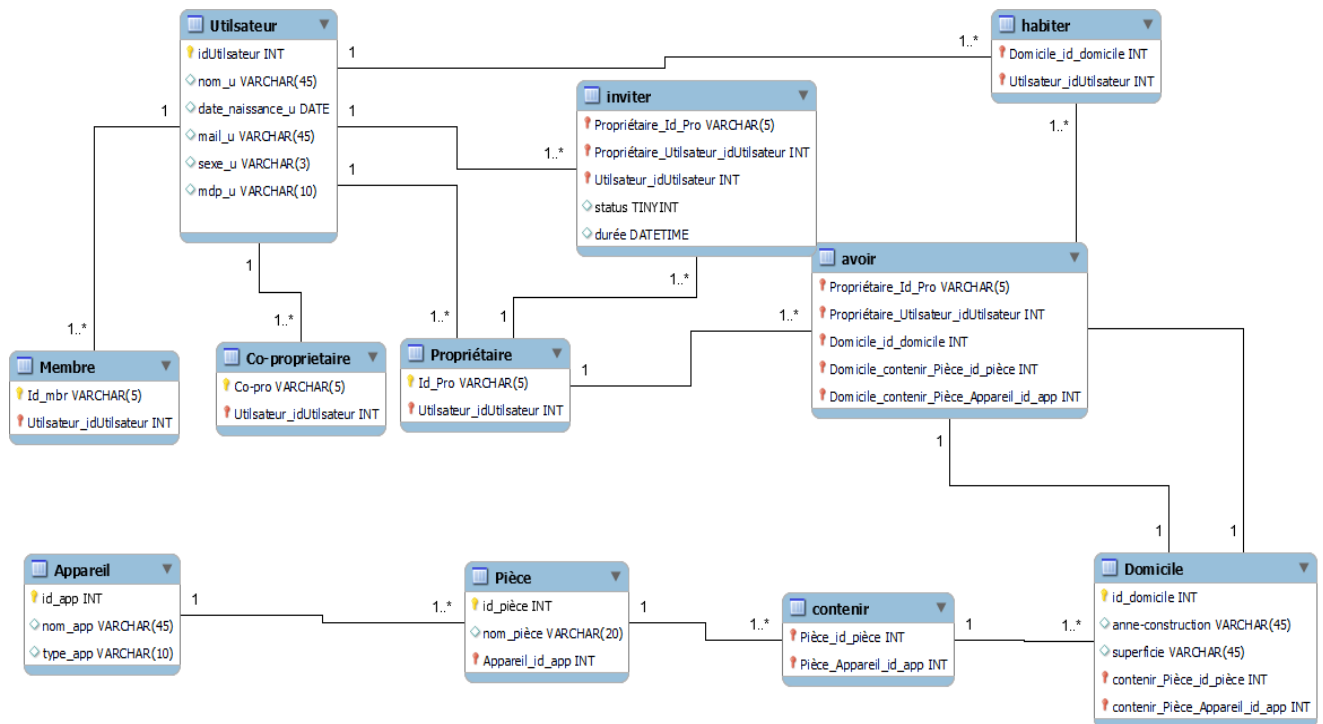 Utilsateur
idUtilsateur INT
nom_u VARCHAR(45)
date_naissance_u DATE
mail_u VARCHAR(45)
sexe_u VARCHAR(3)
mdp_u VARCHAR(10)
habiter
Domicile_id_domicile INT
Utilsateur_idUtilsateur INT
inviter
Propriétaire_Id_Pro VARCHAR(5)
Propriétaire_Utilsateur_idUtilsateur INT
Utilsateur_idUtilsateur INT
status TINYINT
durée DATETIME
avoir
Propriétaire_Id_Pro VARCHAR(5)
Propriétaire_Utilsateur_idUtilsateur INT
Domicile_id_domicile INT
Domicile_contenir_Pièce_id_pièce INT
Domicile_contenir_Pièce_Appareil_id_app INT
1
1..*
1
1..*
1
1
1..*
1
1..*
1..*
1..*
1
1..*
1
1..*
1
1
1
Membre
Id_mbr VARCHAR(5)
Utilsateur_idUtilsateur INT
Co-proprietaire
Co-pro VARCHAR(5)
Utilsateur_idUtilsateur INT
Propriétaire
Id_Pro VARCHAR(5)
Utilsateur_idUtilsateur INT
Appareil
id_app INT
nom_app VARCHAR(45)
type_app VARCHAR(10)
1
1..*
Pièce
id_pièce INT
nom_pièce VARCHAR(20)
Appareil_id_app INT
1
1..*
contenir
Pièce_id_pièce INT
Pièce_Appareil_id_app INT
1
1..*
Domicile
id_domicile INT
anne-construction VARCHAR(45)
superficie VARCHAR(45)
contenir_Pièce_id_pièce INT
contenir_Pièce_Appareil_id_app INT